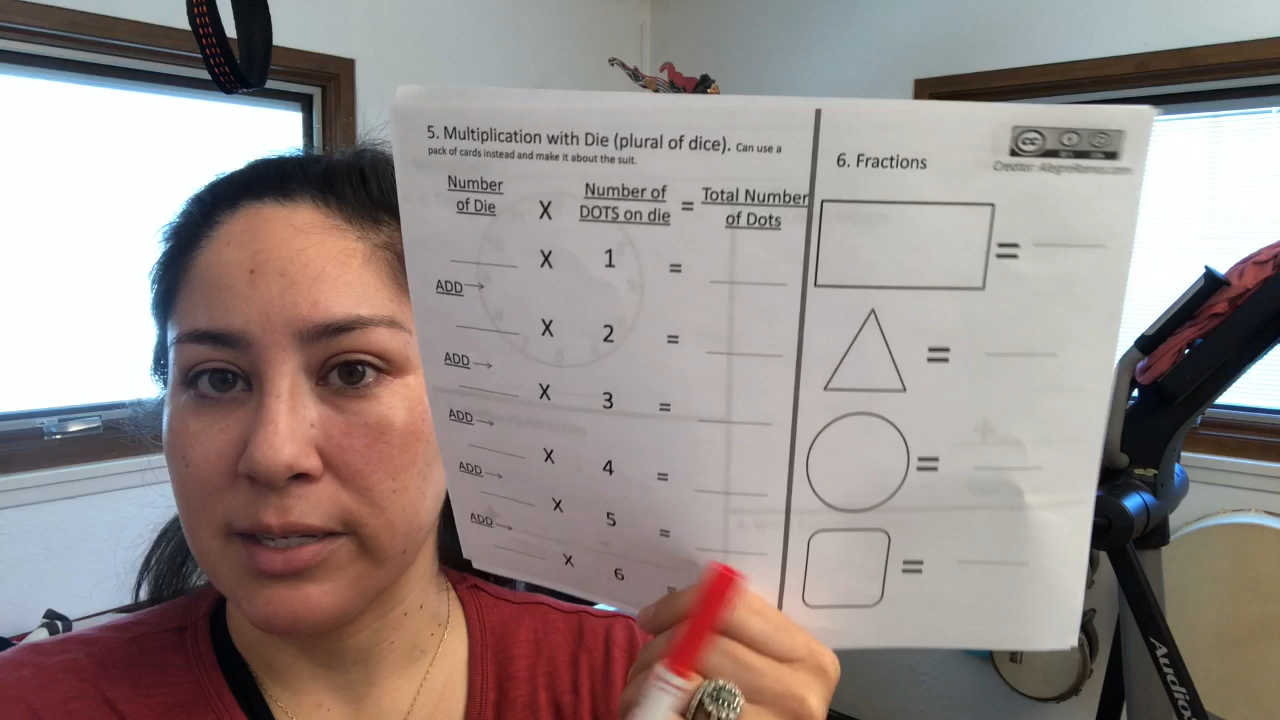 5. Multiplication with Die (plural of dice). Can use a
pack of cards instead and make it about the suit.
Number of Die X Number of DOTS on die = Total Number of Dots
X 1 =
ADD →
X 2 =
ADD →
X 3 =
ADD →
X 4 =
ADD →
X 5 =
ADD →
X 6 =
6. Fractions
cc
Creator:
=
=
=
=
Audio